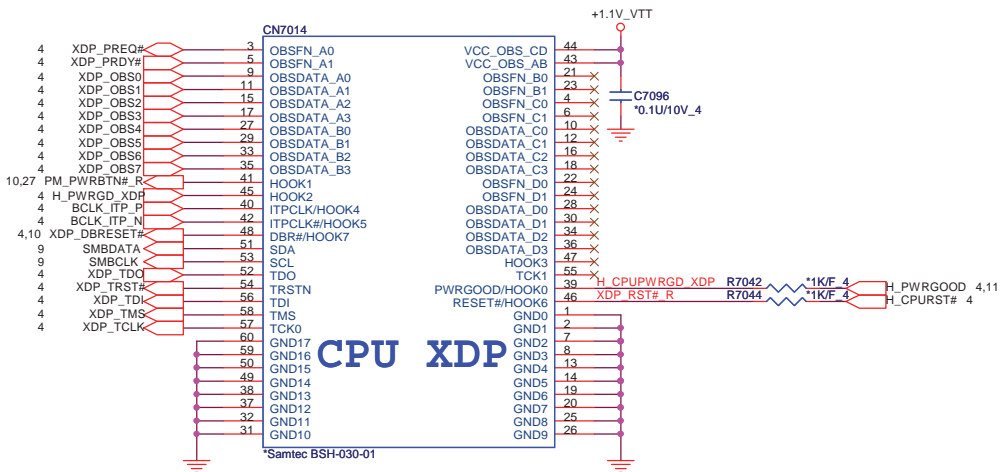 +1.1V_VTT
CN7014
4 XDP_PREQ# 3 OBSFN_A0 VCC_OBS_CD 44
4 XDP_PRDY# 5 OBSFN_A1 VCC_OBS_AB 43
4 XDP_OBS0 9 OBSDATA_A0 OBSFN_B0 21
4 XDP_OBS1 11 OBSDATA_A1 OBSFN_B1 23
4 XDP_OBS2 15 OBSDATA_A2 OBSFN_C0 4
4 XDP_OBS3 17 OBSDATA_A3 OBSFN_C1 6
4 XDP_OBS4 27 OBSDATA_B0 OBSDATA_C0 10
4 XDP_OBS5 29 OBSDATA_B1 OBSDATA_C1 12
4 XDP_OBS6 33 OBSDATA_B2 OBSDATA_C2 16
4 XDP_OBS7 35 OBSDATA_B3 OBSDATA_C3 18
10,27 PM_PWRBTN#_R 41 HOOK1 OBSFN_D0 22
4 H_PWRGD_XDP 45 HOOK2 OBSFN_D1 24
4 BCLK_ITP_P 40 ITPCLK/HOOK4 OBSDATA_D0 28
4 BCLK_ITP_N 42 ITPCLK#/HOOK5 OBSDATA_D1 30
4,10 XDP_DBRESET# 48 DBR#/HOOK7 OBSDATA_D2 34
9 SMBDATA 51 SDA OBSDATA_D3 36
9 SMBCLK 53 SCL HOOK3 47
4 XDP_TDO 52 TDO TCK1 55
4 XDP_TRST# 54 TRSTN PWRGOOD/HOOK0 39 H_CPUPWRGD_XDP R7042 *1K/F_4 H_PWRGOOD 4,11
4 XDP_TDI 56 TDI RESET#/HOOK6 46 XDP_RST#_R R7044 *1K/F_4 H_CPURST# 4
4 XDP_TMS 58 TMS GND0 1
4 XDP_TCLK 57 TCK0 GND1 2
60 GND17 GND2 7
59 GND16 GND3 8
50 GND15 GND4 13
49 GND14 GND5 14
38 GND13 GND6 19
37 GND12 GND7 20
32 GND11 GND8 25
31 GND10 GND9 26
CPU XDP
*Samtec BSH-030-01
C7096
*0.1U/10V_4